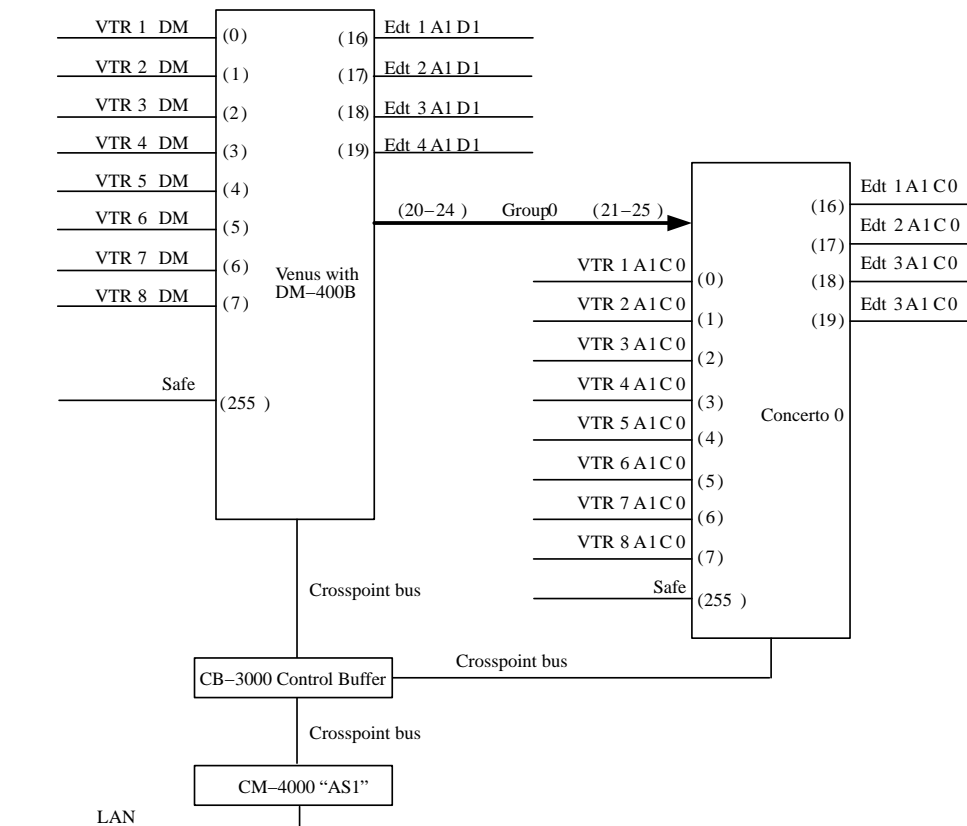 VTR 1 DM (0) (16) Edt 1 A1 D1
VTR 2 DM (1) (17) Edt 2 A1 D1
VTR 3 DM (2) (18) Edt 3 A1 D1
VTR 4 DM (3) (19) Edt 4 A1 D1
VTR 5 DM (4)
VTR 6 DM (5)
VTR 7 DM (6)
VTR 8 DM (7)
Venus with
DM–400B
Safe (255 )
(20–24 ) Group0 (21–25 )
(16) Edt 1 A1 C0
(17) Edt 2 A1 C0
(18) Edt 3 A1 C0
(19) Edt 3 A1 C0
VTR 1 A1 C0 (0)
VTR 2 A1 C0 (1)
VTR 3 A1 C0 (2)
VTR 4 A1 C0 (3)
VTR 5 A1 C0 (4)
VTR 6 A1 C0 (5)
VTR 7 A1 C0 (6)
VTR 8 A1 C0 (7)
Concerto 0
Safe (255 )
Crosspoint bus
CB–3000 Control Buffer
Crosspoint bus
Crosspoint bus
CM–4000 “AS1”
LAN